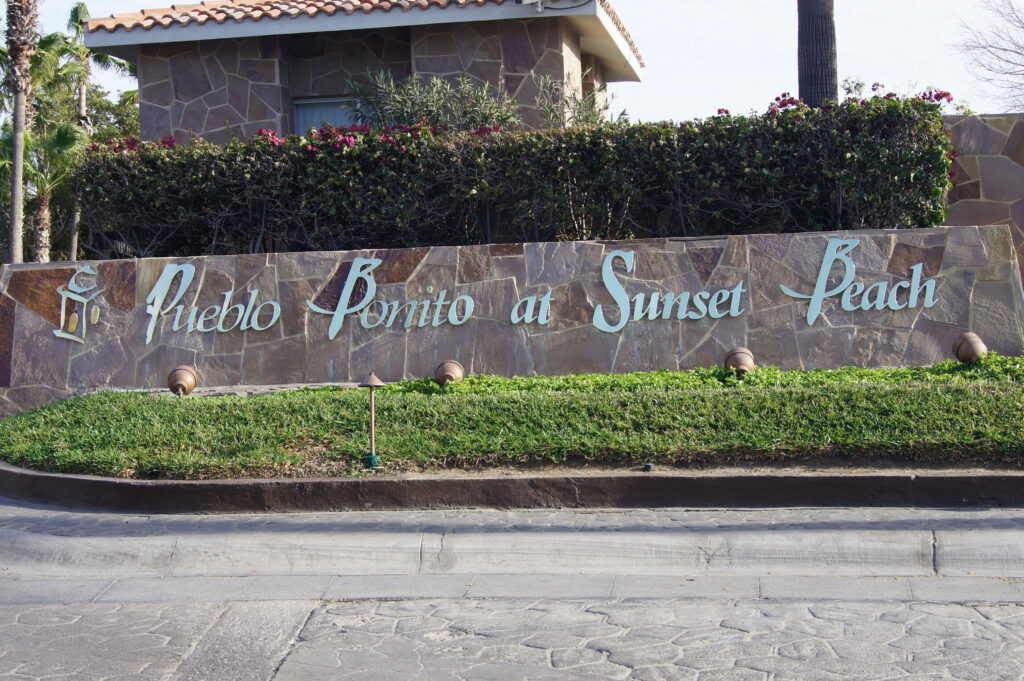 Pueblo Bonito at Sunset Beach